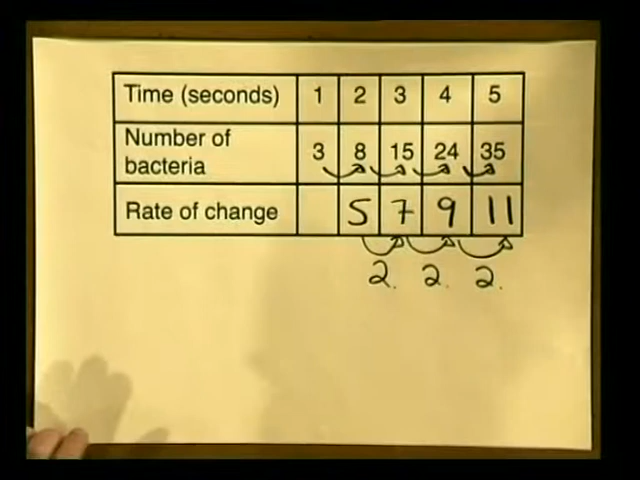 Time (seconds) 1 2 3 4 5
Number of bacteria 3 8 15 24 35
Rate of change 5 7 9 11
2. 2. 2.